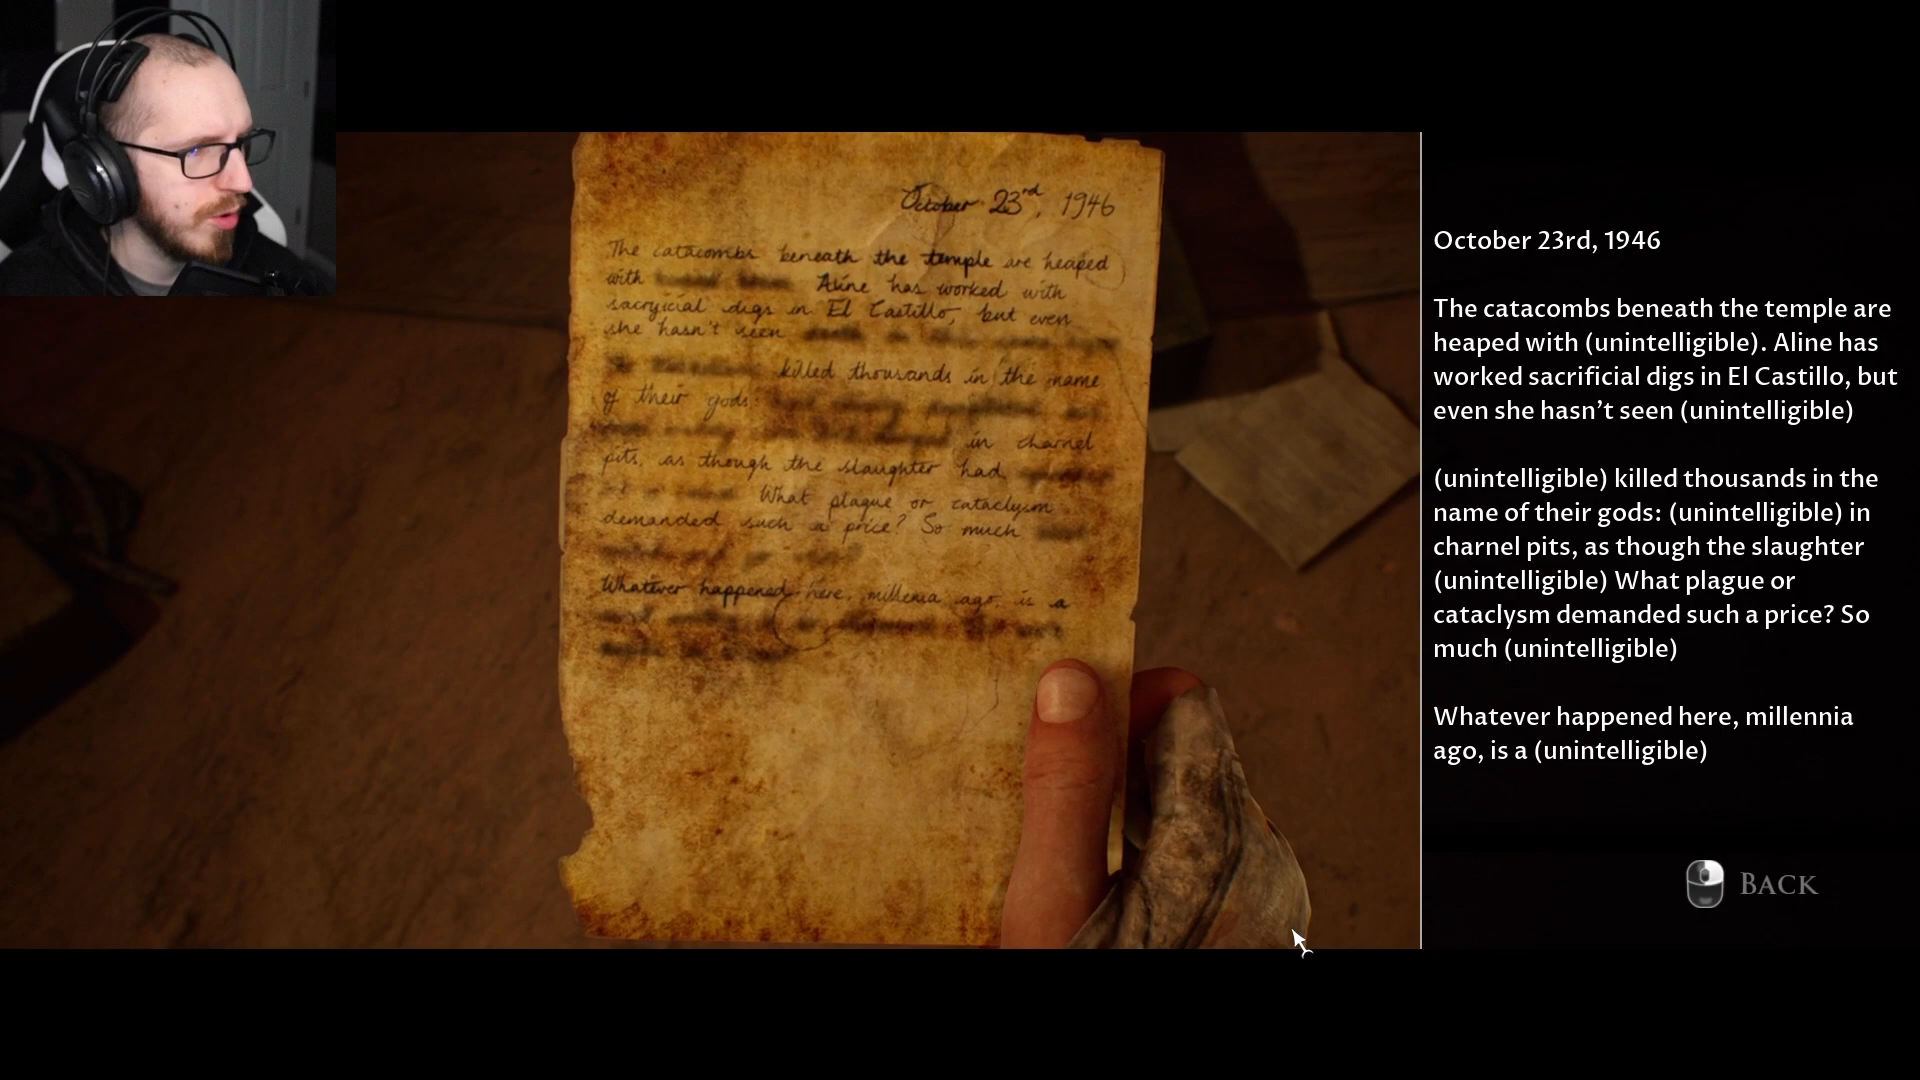 October 23rd, 1946
The catacombs beneath the temple are heaped
with Aline has worked with
sacrificial digs in El Castillo, but even
she hasn't seen
killed thousands in the name
of their gods:
in charnel
pits, as though the slaughter had
What plague or cataclysm
demanded such a price? So much
Whatever happened here, millenia ago, is a
October 23rd, 1946
The catacombs beneath the temple are
heaped with (unintelligible). Aline has
worked sacrificial digs in El Castillo, but
even she hasn't seen (unintelligible)
(unintelligible) killed thousands in the
name of their gods: (unintelligible) in
charnel pits, as though the slaughter
(unintelligible) What plague or
cataclysm demanded such a price? So
much (unintelligible)
Whatever happened here, millennia
ago, is a (unintelligible)
BACK